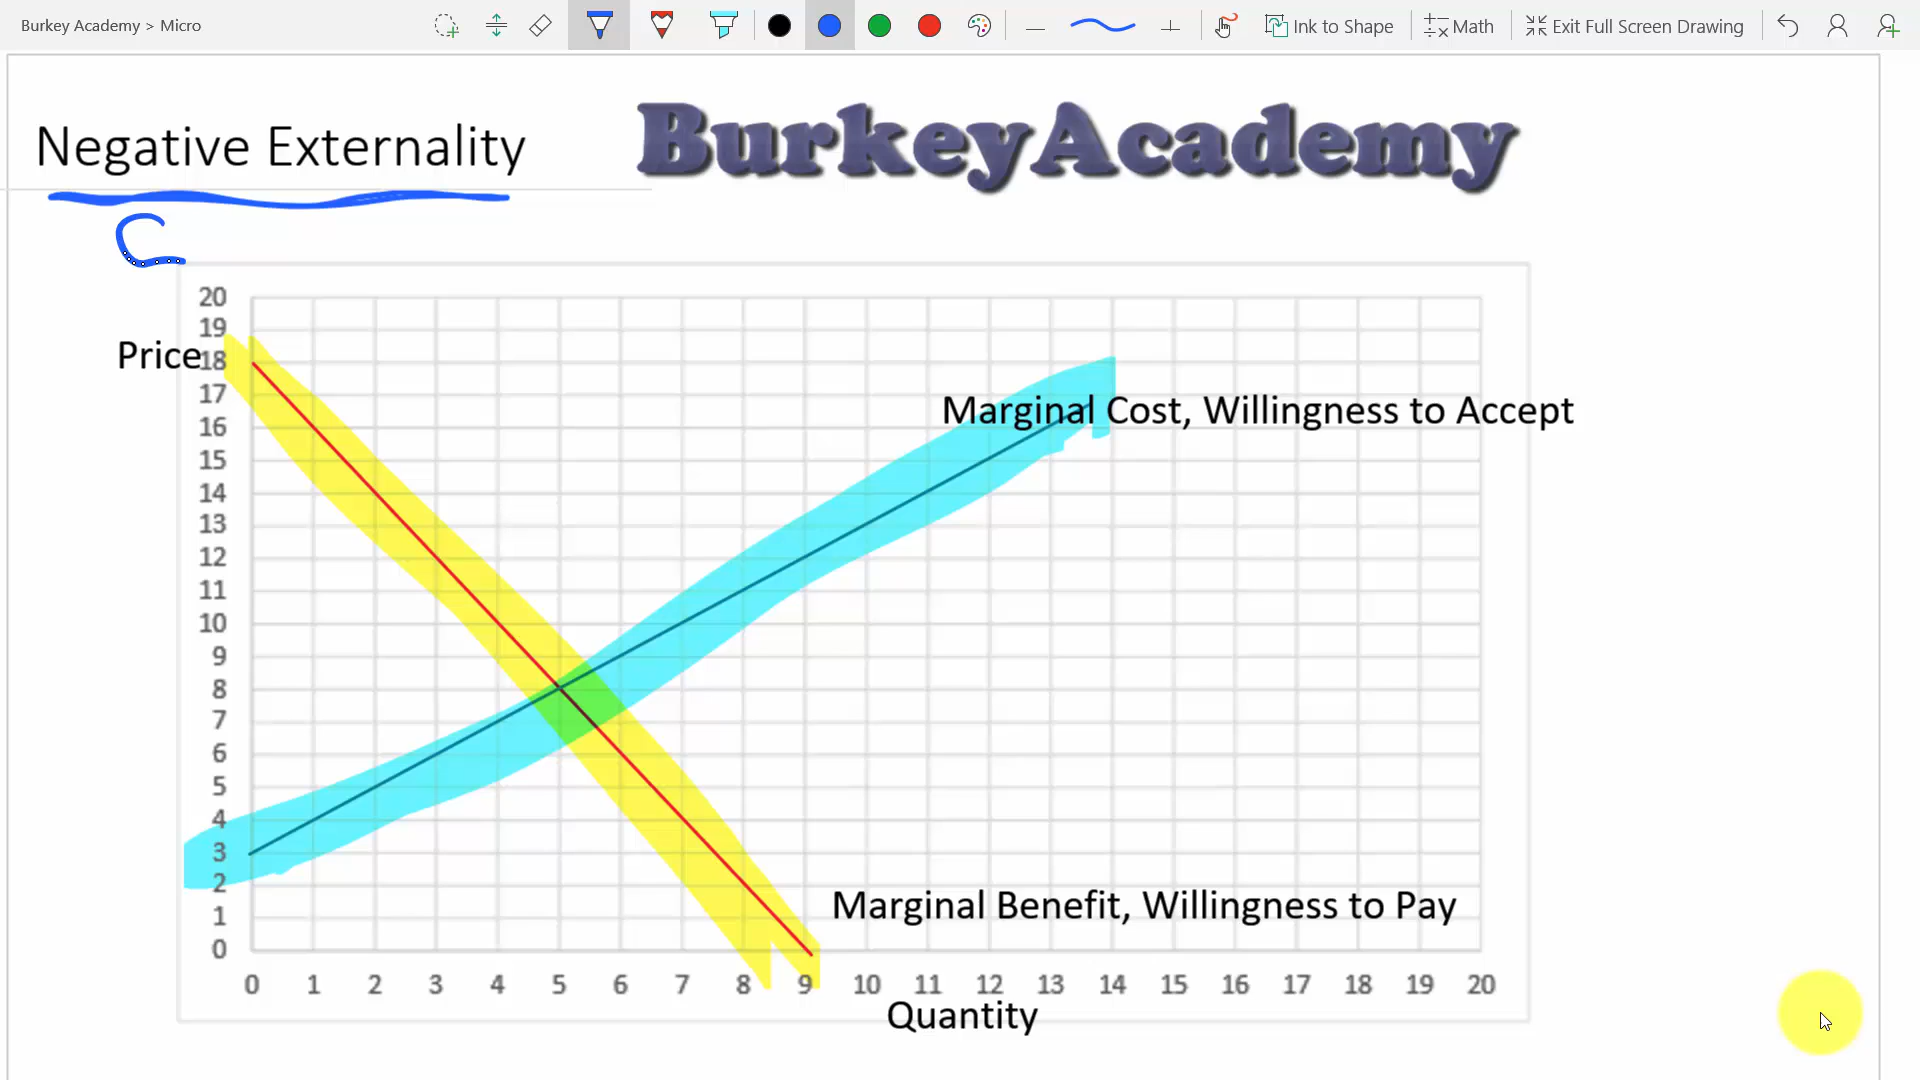 Burkey Academy > Micro
Ink to Shape
Math
Exit Full Screen Drawing
Negative Externality
BurkeyAcademy
C
20
19
Price
18
17
16
Marginal Cost, Willingness to Accept
15
14
13
12
11
10
9
8
7
6
5
4
3
2
1
Marginal Benefit, Willingness to Pay
0
0 1 2 3 4 5 6 7 8 9 10 11 12 13 14 15 16 17 18 19 20
Quantity